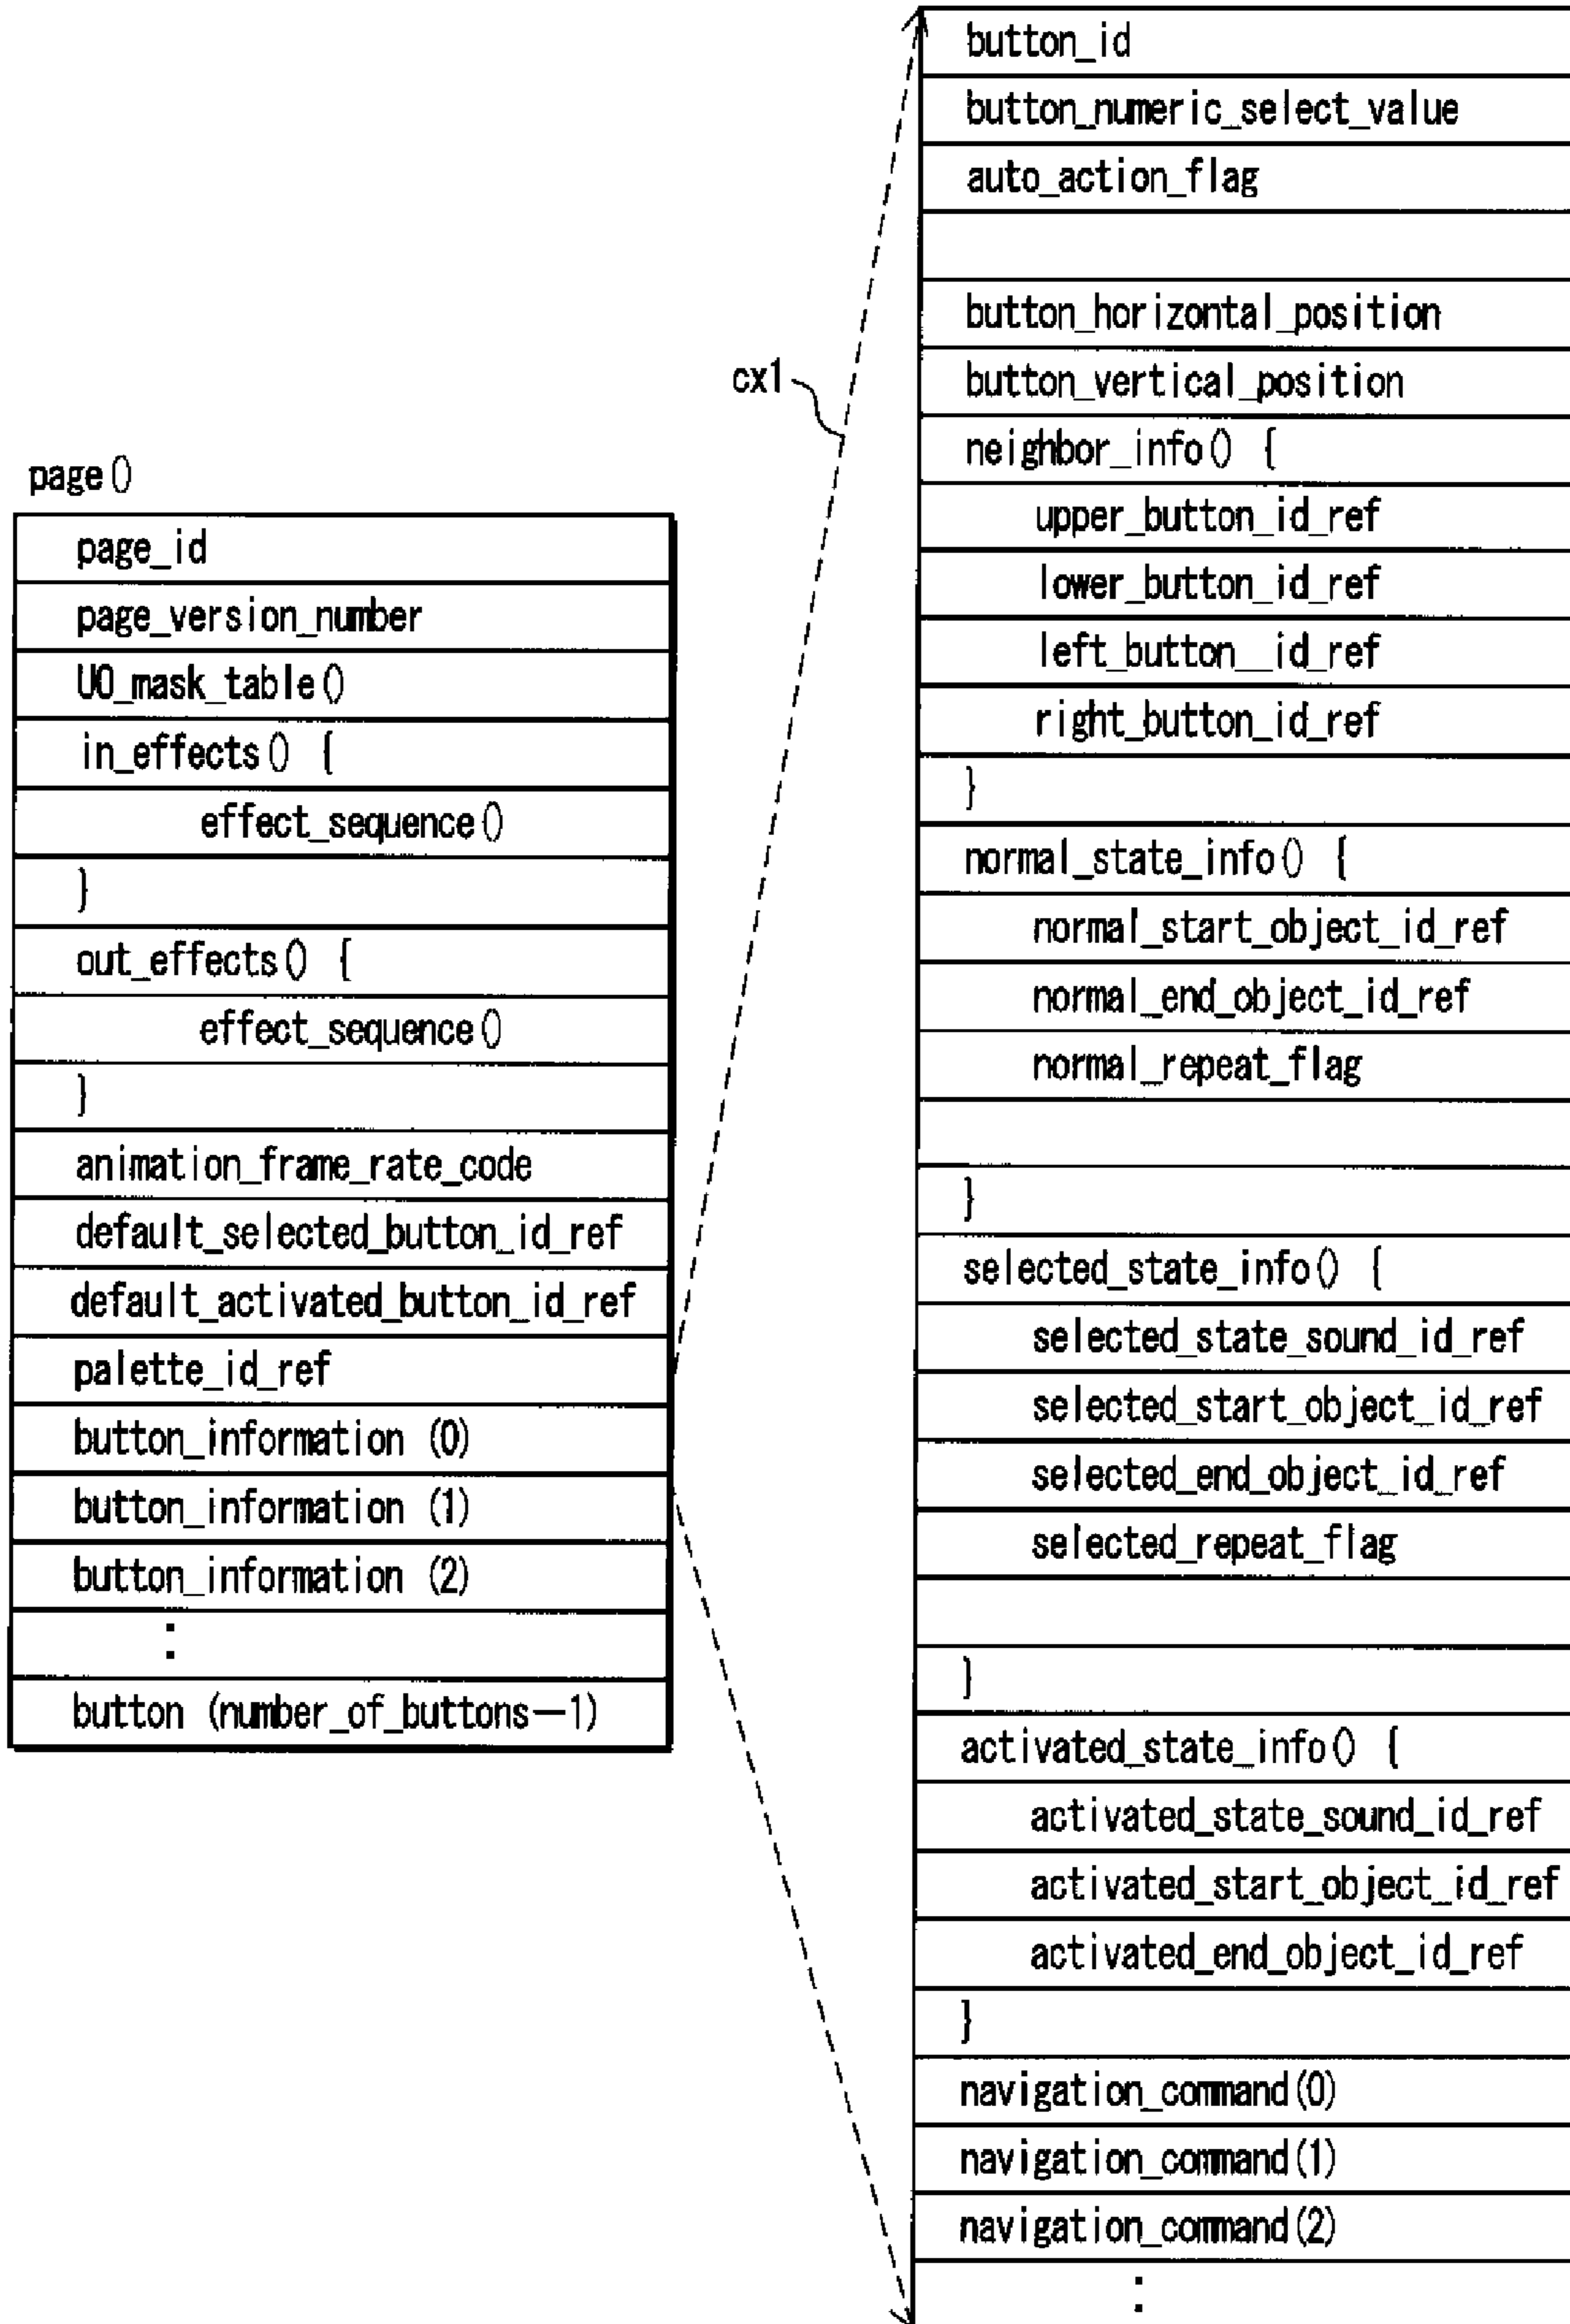 page()
page_id
page_version_number
UO_mask_table()
in_effects() {
effect_sequence()
}
out_effects() {
effect_sequence()
}
animation_frame_rate_code
default_selected_button_id_ref
default_activated_button_id_ref
palette_id_ref
button_information (0)
button_information (1)
button_information (2)
:
button (number_of_buttons—1)
cx1
button_id
button_numeric_select_value
auto_action_flag
button_horizontal_position
button_vertical_position
neighbor_info() {
upper_button_id_ref
lower_button_id_ref
left_button__id_ref
right_button_id_ref
}
normal_state_info() {
normal_start_object_id_ref
normal_end_object_id_ref
normal_repeat_flag
}
selected_state_info() {
selected_state_sound_id_ref
selected_start_object_id_ref
selected_end_object_id_ref
selected_repeat_flag
}
activated_state_info() {
activated_state_sound_id_ref
activated_start_object_id_ref
activated_end_object_id_ref
}
navigation_command(0)
navigation_command(1)
navigation_command(2)
: